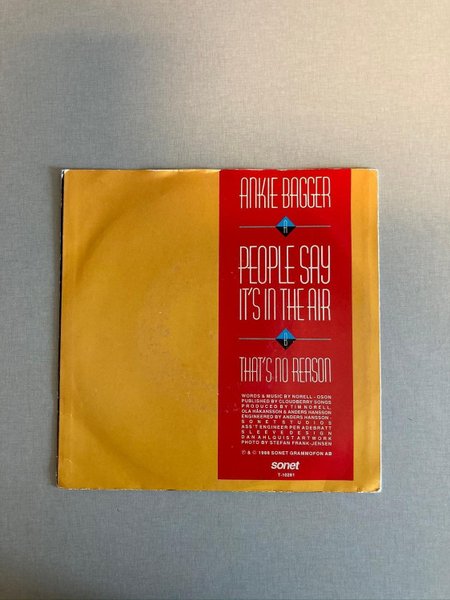 ANKIE BAGGER
A
PEOPLE SAY
IT'S IN THE AIR
B
THAT'S NO REASON
WORDS & MUSIC BY NORELL - OSON
PUBLISHED BY CLOUDBERRY SONGS
PRODUCED BY TIM NORELL,
OLA HÅKANSSON & ANDERS HANSSON
ENGINEERED BY ANDERS HANSSON -
SONET STUDIOS
ASS'T ENGINEER PER ADEBRATT
SLEEVE DESIGN
DAN AHLQUIST ARTWORK
PHOTO BY STEFAN FRANK-JENSEN
℗ & © 1988 SONET GRAMMOFON AB
sonet
T-10281